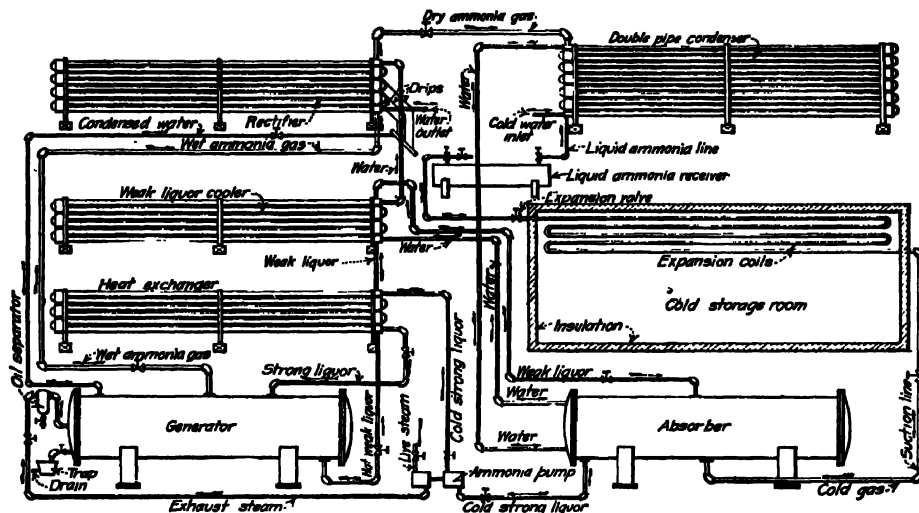 Dry ammonia gas.
Double pipe condenser
Water
Drips
Water
outlet
Cold water
inlet
Condensed water
Rectifier
Wet ammonia gas
Liquid ammonia line
Water
Liquid ammonia receiver
Weak liquor cooler
Expansion valve
Water
Expansion coils
Weak liquor
Water
Heat exchanger
Cold storage room
Insulation
Oil separator
Wet ammonia gas
Strong liquor
Cold strong liquor
Weak liquor
Water
Suction line
Generator
Hot weak liquor
Live steam
Water
Absorber
Trap
Drain
Ammonia pump
Exhaust steam
Cold strong liquor
Cold gas